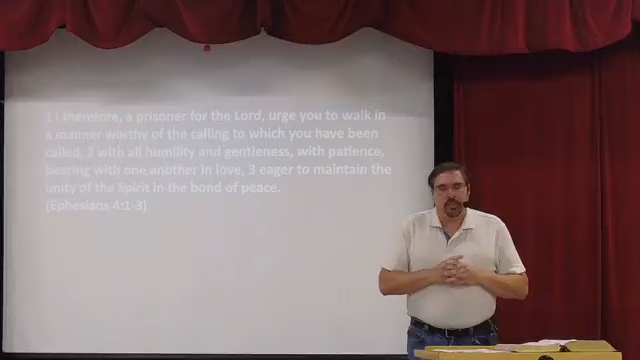 1 I therefore, a prisoner for the Lord, urge you to walk in
a manner worthy of the calling to which you have been
called, 2 with all humility and gentleness, with patience,
bearing with one another in love, 3 eager to maintain the
unity of the Spirit in the bond of peace.
(Ephesians 4:1-3)